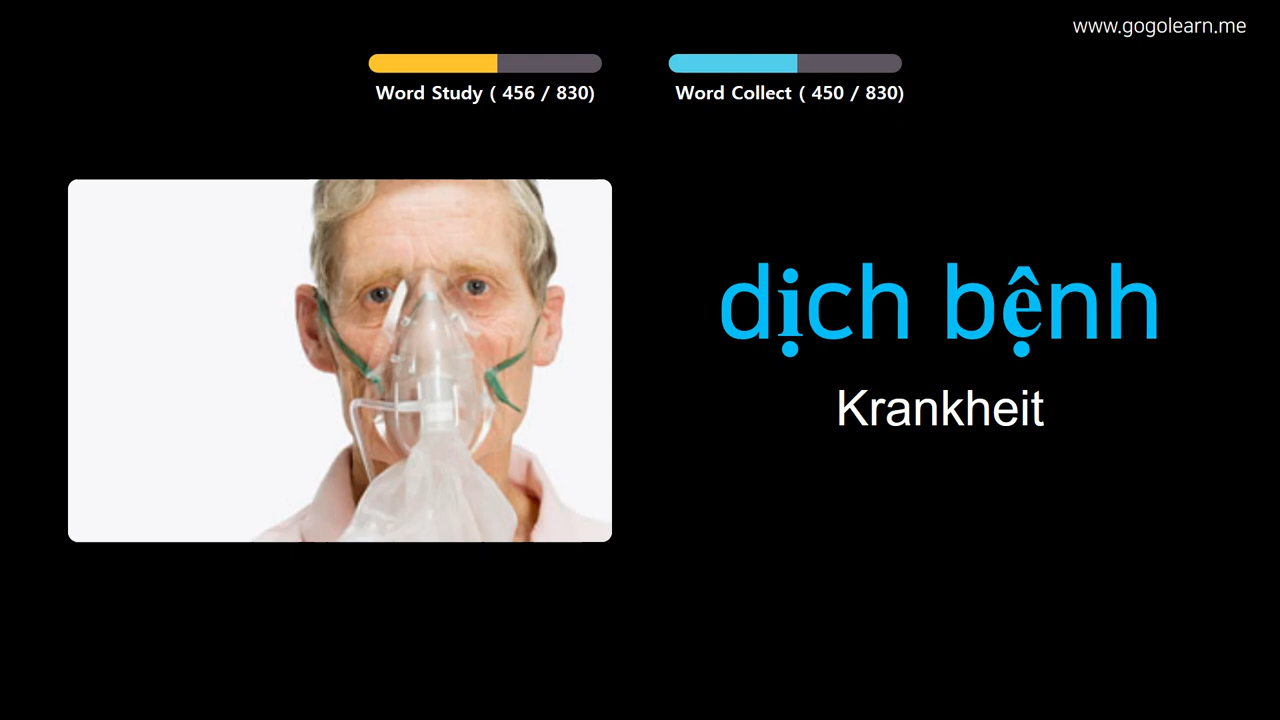 www.gogolearn.me
Word Study ( 456 / 830)
Word Collect ( 450 / 830)
dịch bệnh
Krankheit